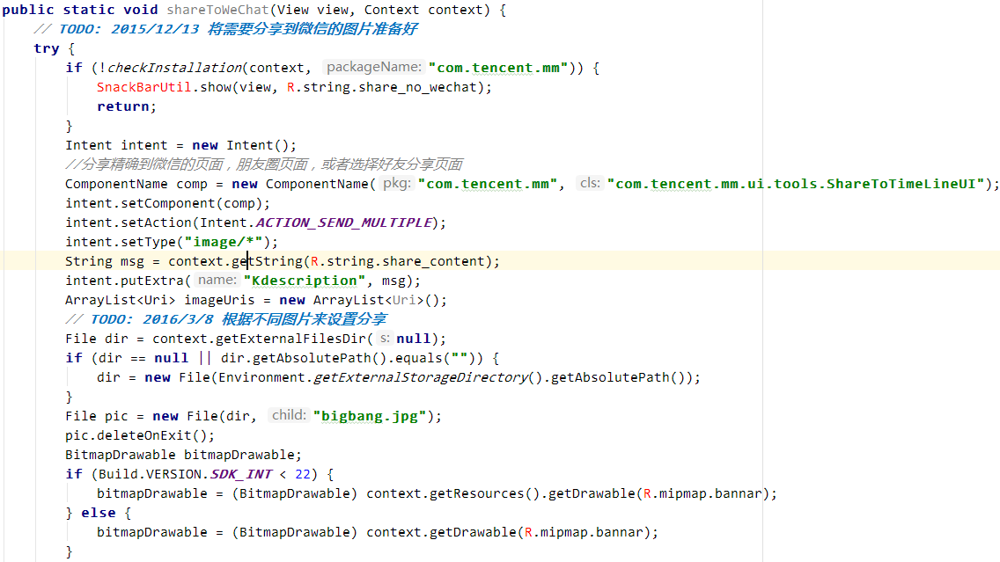 public static void shareToWeChat(View view, Context context) {
// TODO: 2015/12/13 将需要分享到微信的图片准备好
try {
if (!checkInstallation(context, packageName: "com.tencent.mm")) {
SnackBarUtil.show(view, R.string.share_no_wechat);
return;
}
Intent intent = new Intent();
//分享精确到微信的页面，朋友圈页面，或者选择好友分享页面
ComponentName comp = new ComponentName( pkg: "com.tencent.mm", cls: "com.tencent.mm.ui.tools.ShareToTimeLineUI");
intent.setComponent(comp);
intent.setAction(Intent.ACTION_SEND_MULTIPLE);
intent.setType("image/*");
String msg = context.getString(R.string.share_content);
intent.putExtra( name: "Kdescription", msg);
ArrayList<Uri> imageUris = new ArrayList<Uri>();
// TODO: 2016/3/8 根据不同图片来设置分享
File dir = context.getExternalFilesDir( s: null);
if (dir == null || dir.getAbsolutePath().equals("")) {
dir = new File(Environment.getExternalStorageDirectory().getAbsolutePath());
}
File pic = new File(dir, child: "bigbang.jpg");
pic.deleteOnExit();
BitmapDrawable bitmapDrawable;
if (Build.VERSION.SDK_INT < 22) {
bitmapDrawable = (BitmapDrawable) context.getResources().getDrawable(R.mipmap.bannar);
} else {
bitmapDrawable = (BitmapDrawable) context.getDrawable(R.mipmap.bannar);
}